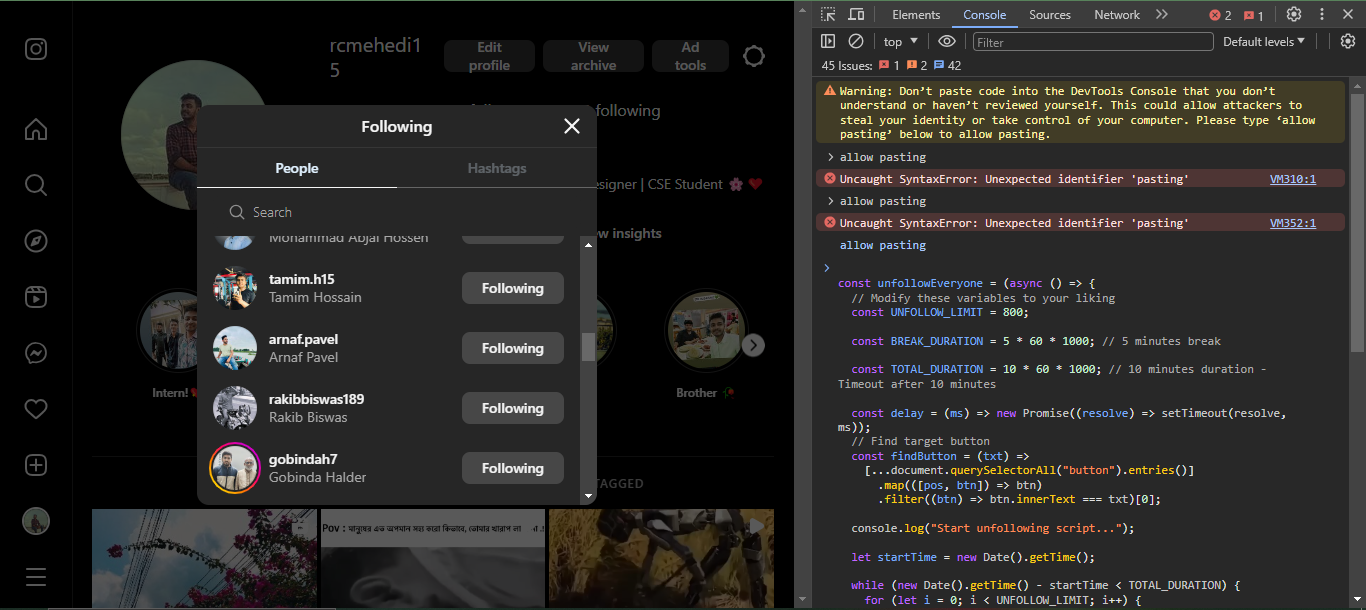 rcmehedi1
5
Edit
profile
View
archive
Ad
tools
following
Following
People
Hashtags
esigner | CSE Student
Search
w insights
Mohammad Abjal Hossen
tamim.h15
Tamim Hossain
Following
arnaf.pavel
Arnaf Pavel
Following
rakibbiswas189
Rakib Biswas
Following
gobindah7
Gobinda Halder
Following
Intern!
Brother
TAGGED
Pov : মানুষের এত অপমান সহ্য করো কিভাবে, তোমার খারাপ লা
Elements
Console
Sources
Network
2
1
top
Filter
Default levels
45 Issues:
1
2
42
Warning: Don’t paste code into the DevTools Console that you don’t
understand or haven’t reviewed yourself. This could allow attackers to
steal your identity or take control of your computer. Please type ‘allow
pasting’ below to allow pasting.
> allow pasting
Uncaught SyntaxError: Unexpected identifier 'pasting' VM310:1
> allow pasting
Uncaught SyntaxError: Unexpected identifier 'pasting' VM352:1
allow pasting
>
const unfollowEveryone = (async () => {
// Modify these variables to your liking
const UNFOLLOW_LIMIT = 800;
const BREAK_DURATION = 5 * 60 * 1000; // 5 minutes break
const TOTAL_DURATION = 10 * 60 * 1000; // 10 minutes duration -
Timeout after 10 minutes
const delay = (ms) => new Promise((resolve) => setTimeout(resolve,
ms));
// Find target button
const findButton = (txt) =>
[...document.querySelectorAll("button").entries()]
.map(([pos, btn]) => btn)
.filter((btn) => btn.innerText === txt)[0];
console.log("Start unfollowing script...");
let startTime = new Date().getTime();
while (new Date().getTime() - startTime < TOTAL_DURATION) {
for (let i = 0; i < UNFOLLOW_LIMIT; i++) {